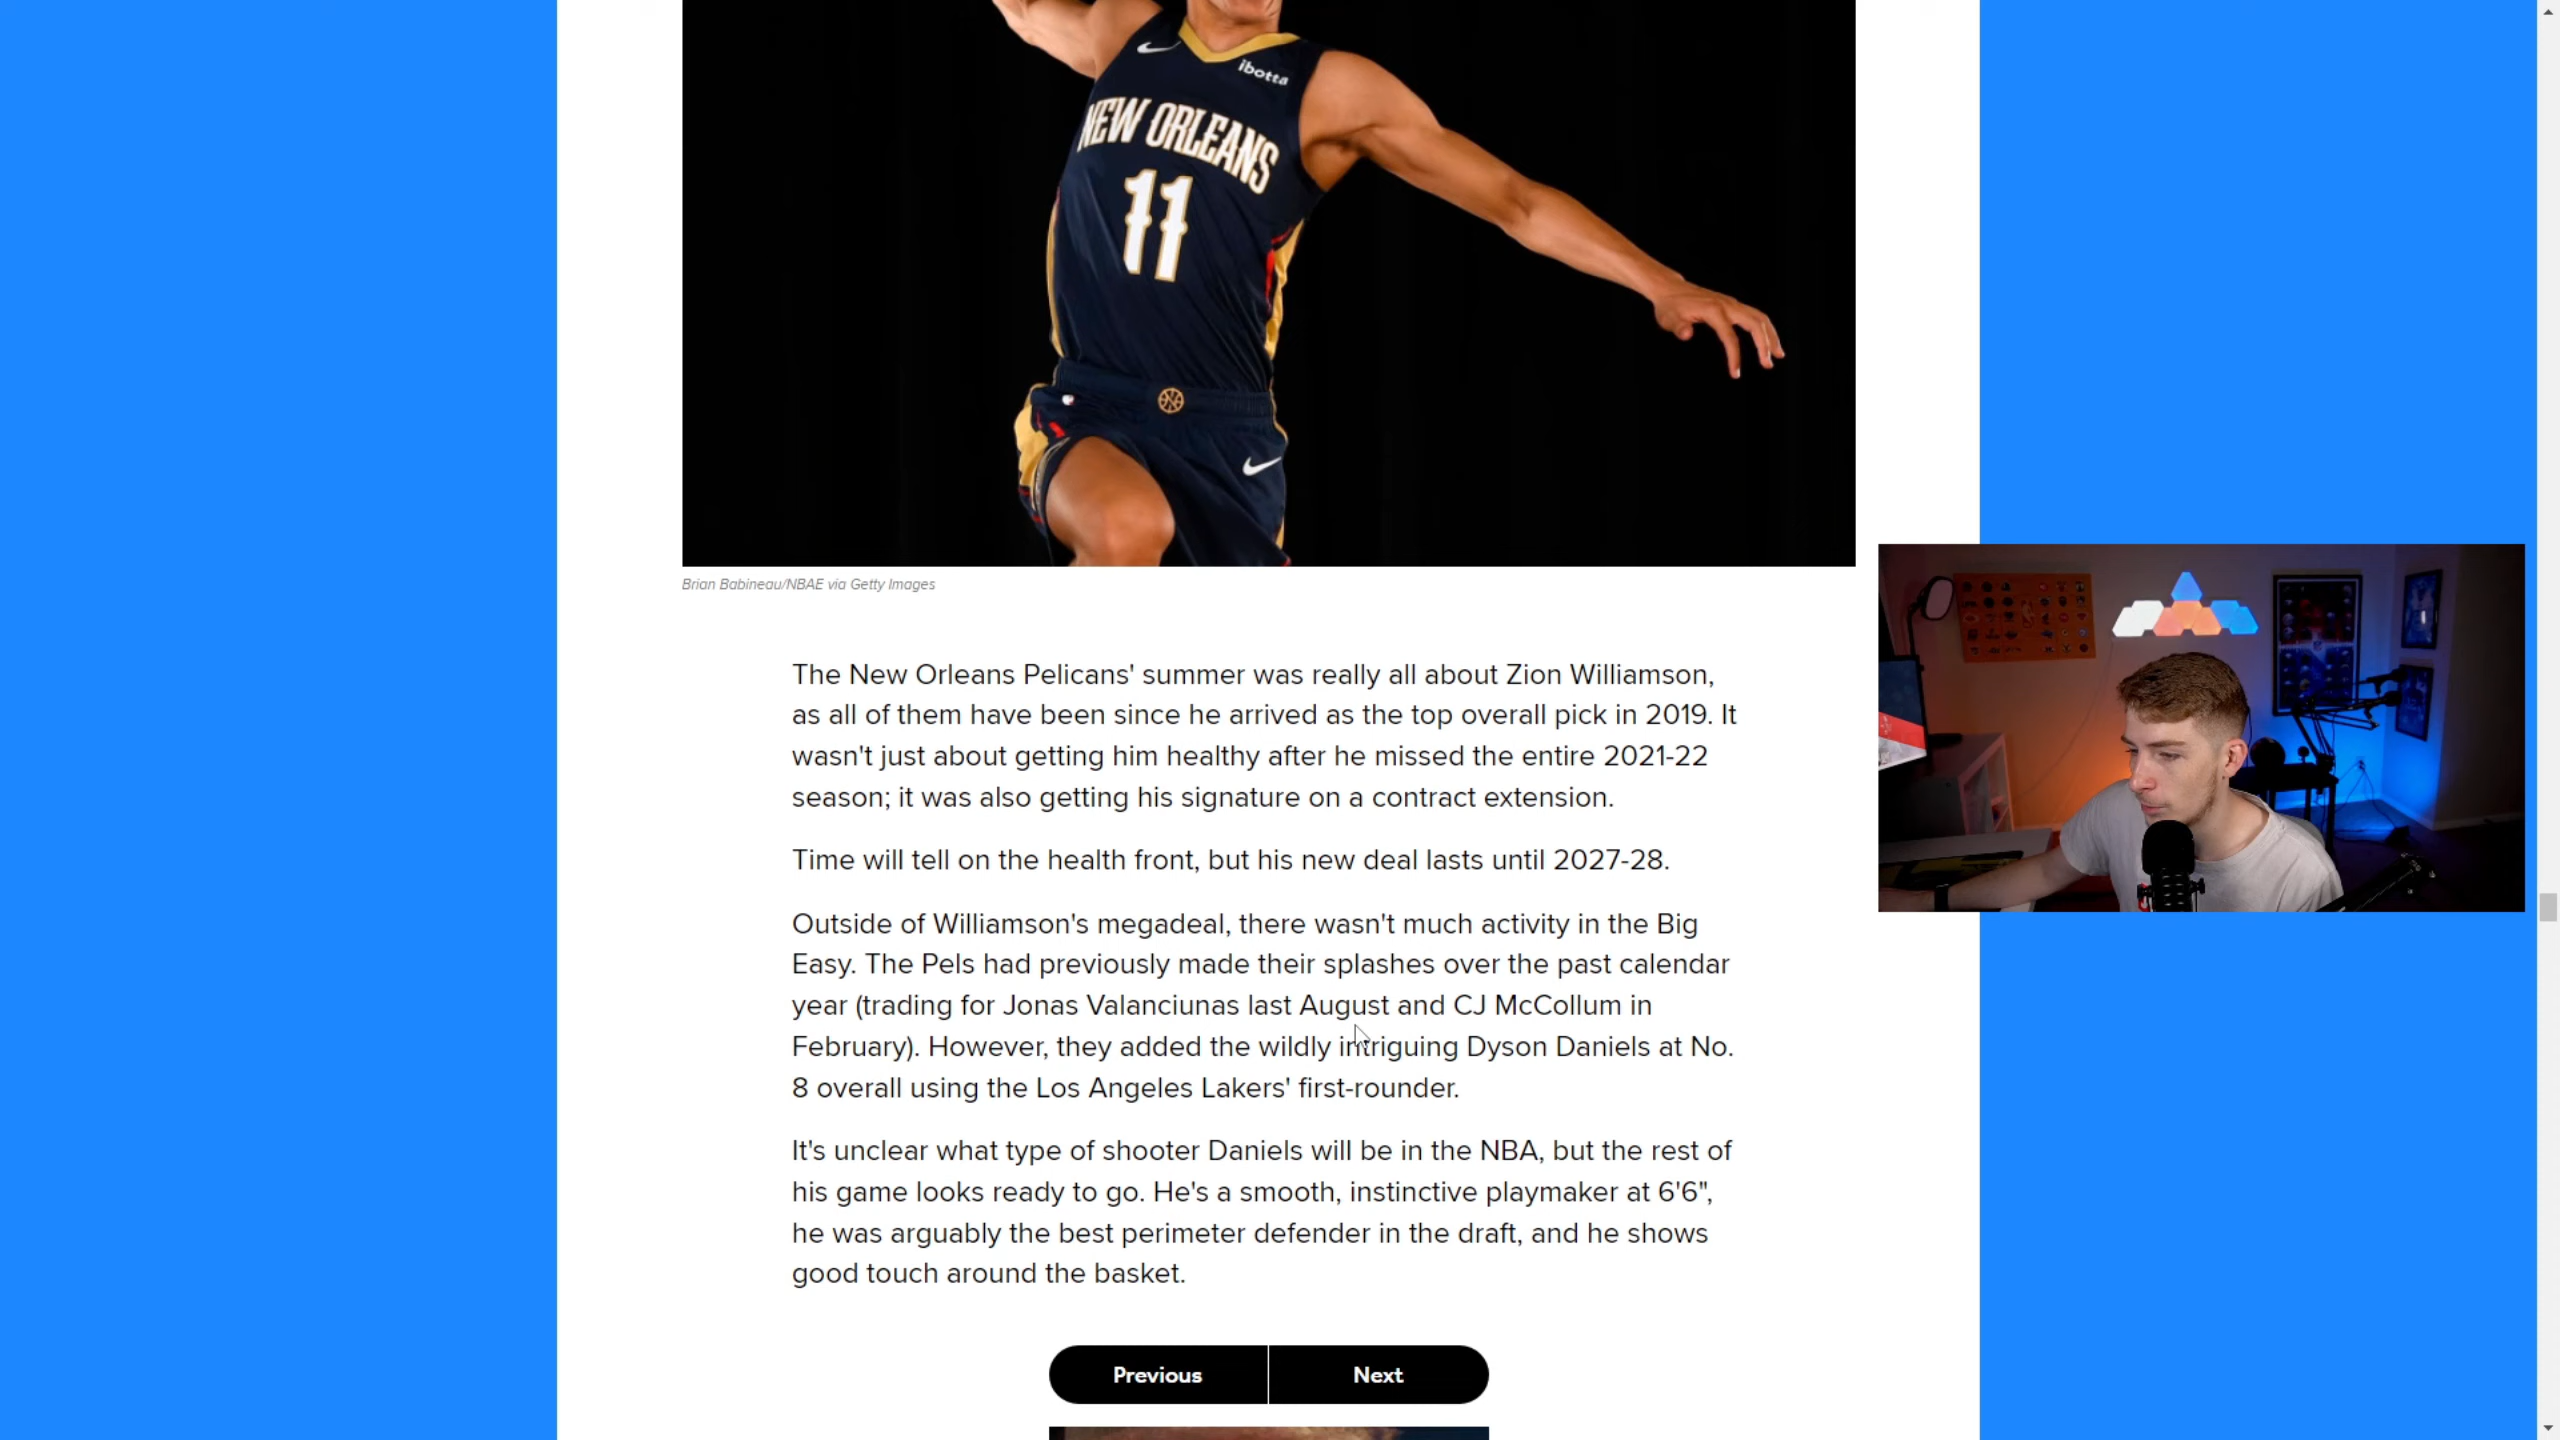 ibotta
NEW ORLEANS
11
Brian Babineau/NBAE via Getty Images
The New Orleans Pelicans' summer was really all about Zion Williamson,
as all of them have been since he arrived as the top overall pick in 2019. It
wasn't just about getting him healthy after he missed the entire 2021-22
season; it was also getting his signature on a contract extension.
Time will tell on the health front, but his new deal lasts until 2027-28.
Outside of Williamson's megadeal, there wasn't much activity in the Big
Easy. The Pels had previously made their splashes over the past calendar
year (trading for Jonas Valanciunas last August and CJ McCollum in
February). However, they added the wildly intriguing Dyson Daniels at No.
8 overall using the Los Angeles Lakers' first-rounder.
It's unclear what type of shooter Daniels will be in the NBA, but the rest of
his game looks ready to go. He's a smooth, instinctive playmaker at 6'6",
he was arguably the best perimeter defender in the draft, and he shows
good touch around the basket.
Previous
Next